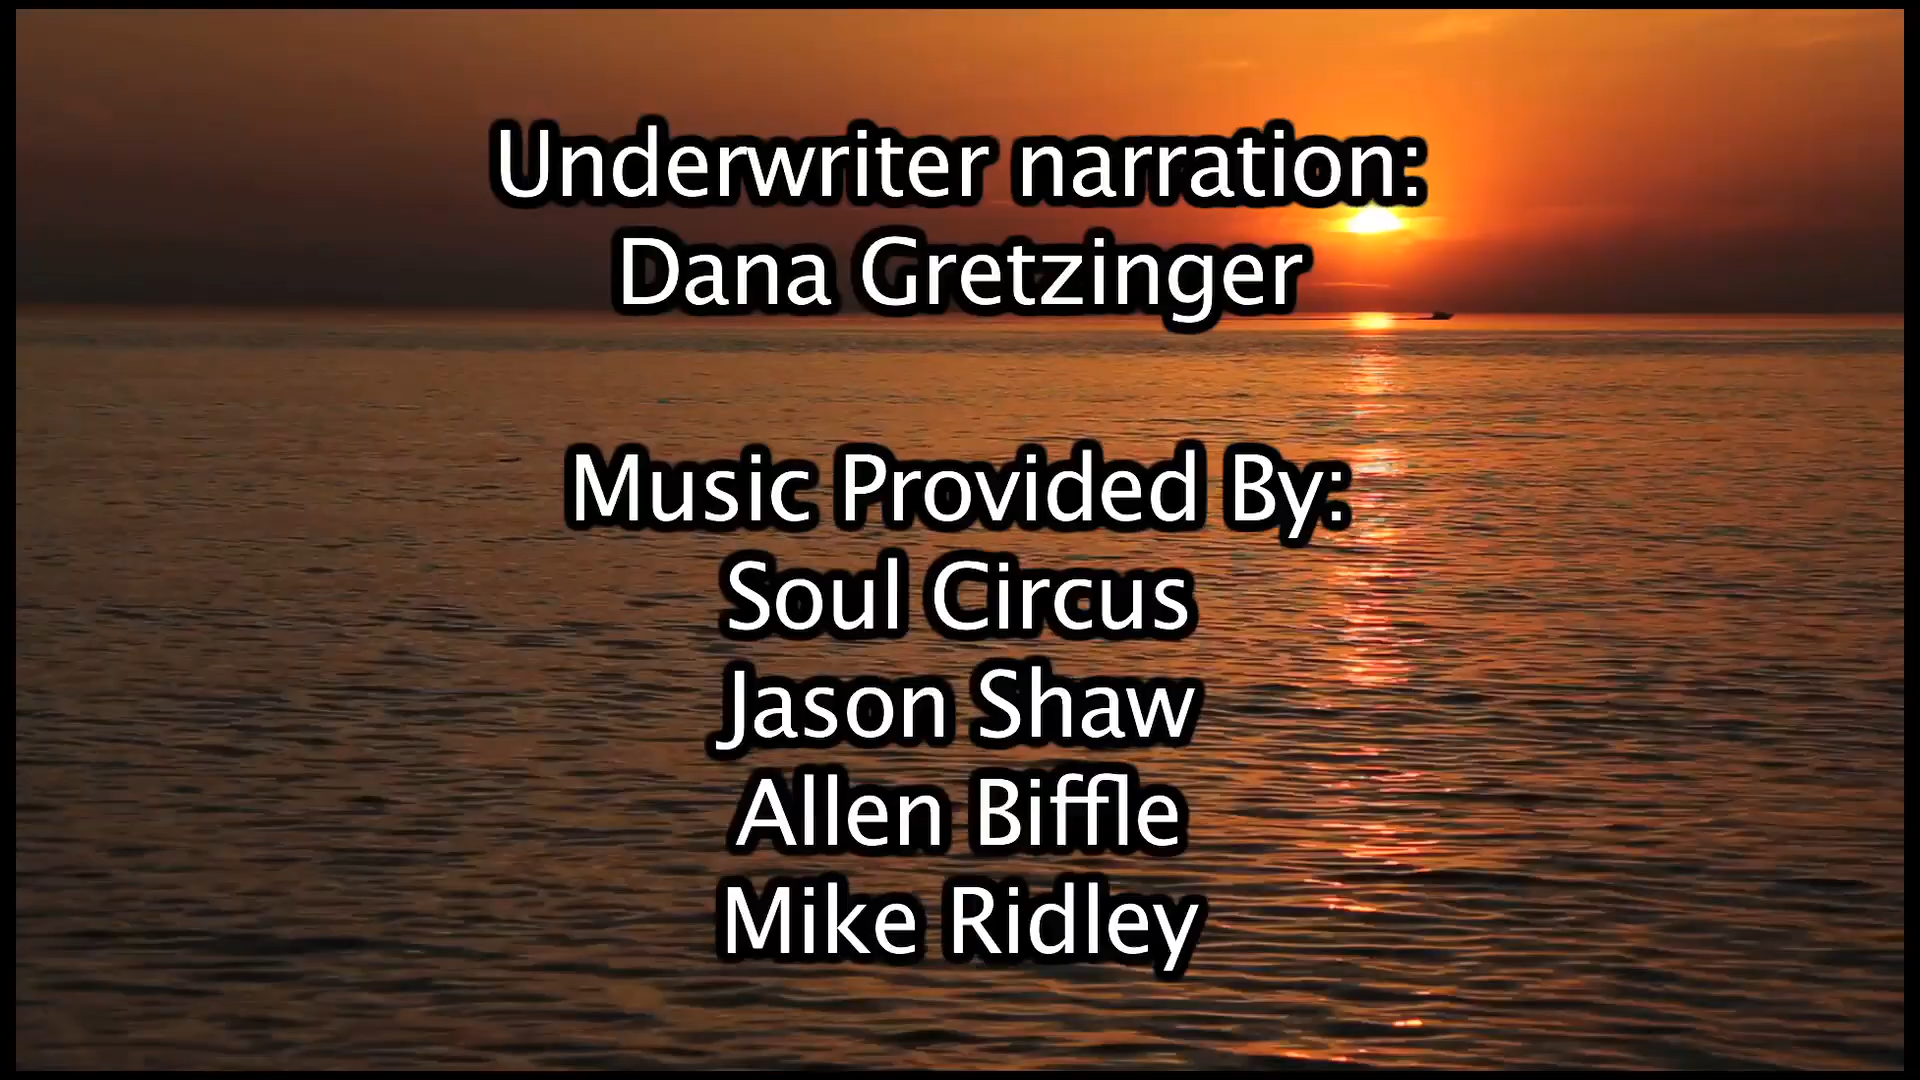 Underwriter narration:
Dana Gretzinger
Music Provided By:
Soul Circus
Jason Shaw
Allen Biffle
Mike Ridley